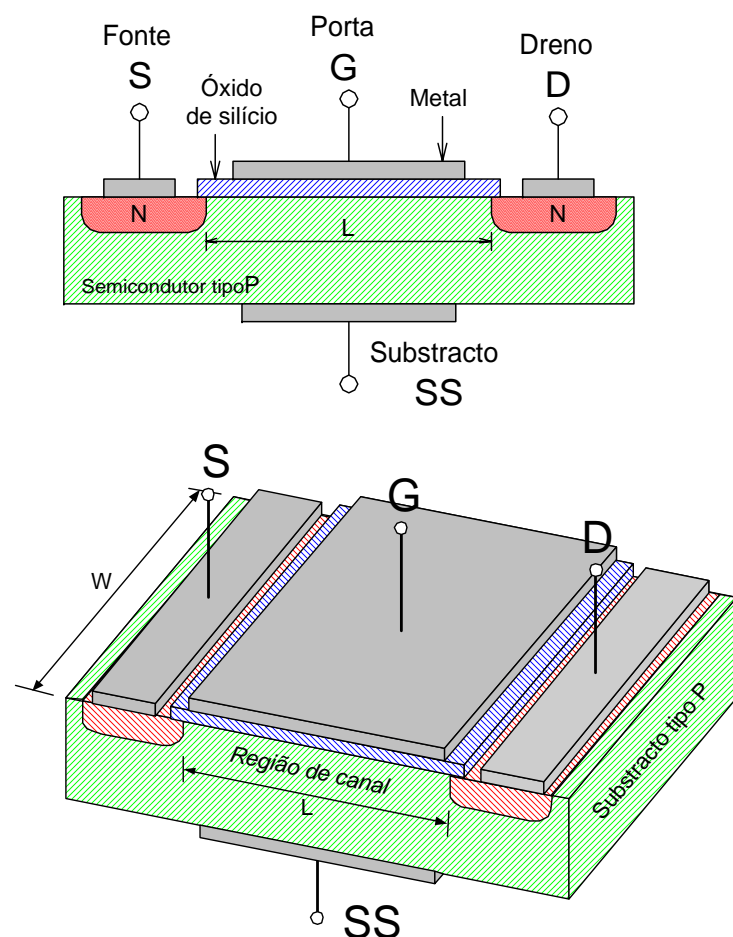 Fonte
S
Porta
G
Dreno
D
Óxido
de silício
Metal
N
N
L
Semicondutor tipoP
Substracto
SS
S
G
D
W
Região de canal
L
Substracto tipo P
SS